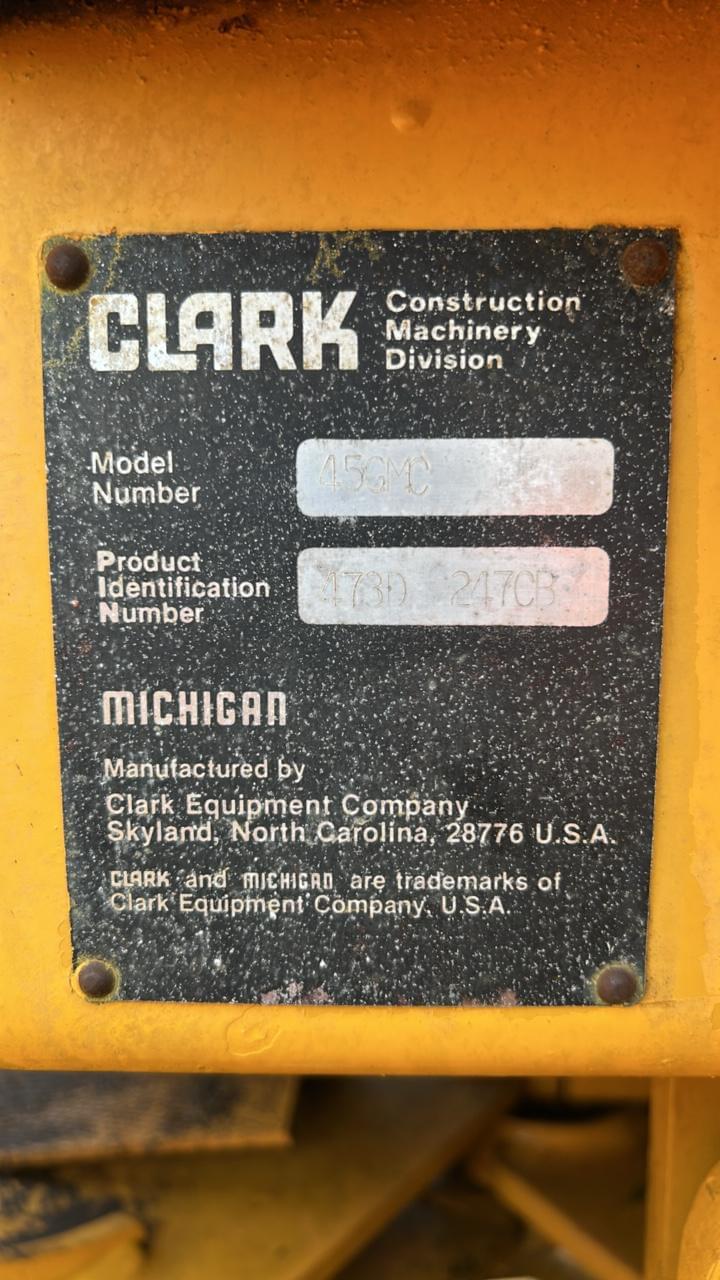 CLARK
Construction
Machinery
Division
Model
Number
45GMC
Product
Identification
Number
473D 247CB
MICHIGAN
Manufactured by
Clark Equipment Company
Skyland, North Carolina, 28776 U.S.A.
CLARK and MICHIGAN are trademarks of
Clark Equipment Company, U.S.A.